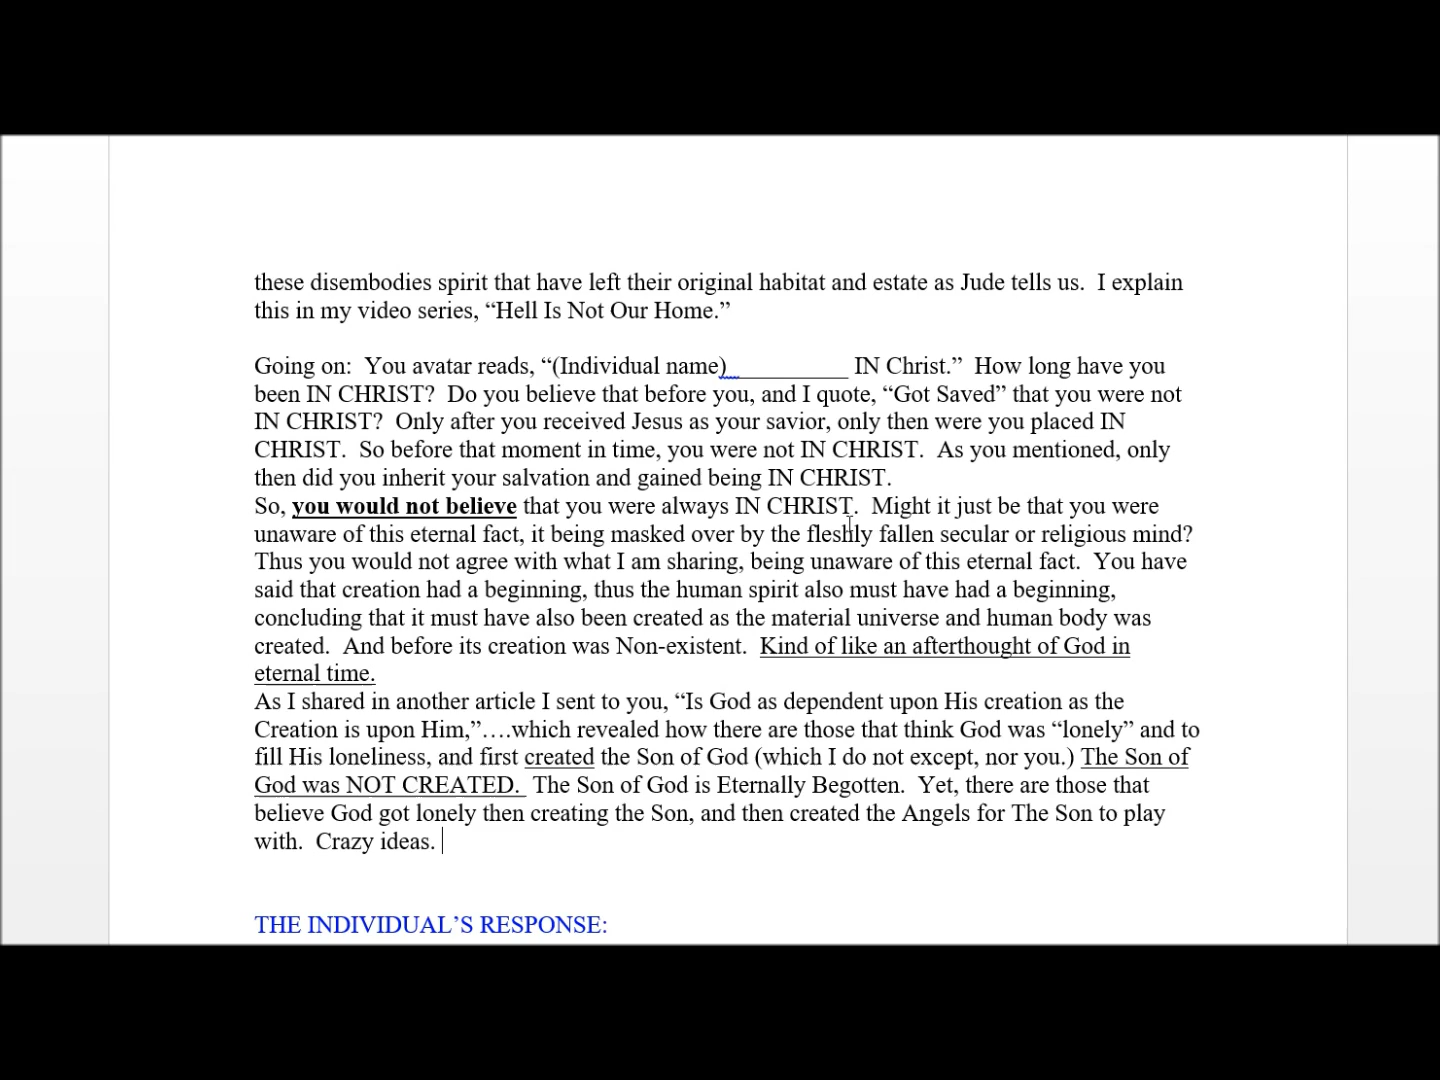 these disembodies spirit that have left their original habitat and estate as Jude tells us.  I explain
this in my video series, “Hell Is Not Our Home.”
Going on:  You avatar reads, “(Individual name)__________ IN Christ.”  How long have you
been IN CHRIST?  Do you believe that before you, and I quote, “Got Saved” that you were not
IN CHRIST?  Only after you received Jesus as your savior, only then were you placed IN
CHRIST.  So before that moment in time, you were not IN CHRIST.  As you mentioned, only
then did you inherit your salvation and gained being IN CHRIST.
So, you would not believe that you were always IN CHRIST.  Might it just be that you were
unaware of this eternal fact, it being masked over by the fleshly fallen secular or religious mind?
Thus you would not agree with what I am sharing, being unaware of this eternal fact.  You have
said that creation had a beginning, thus the human spirit also must have had a beginning,
concluding that it must have also been created as the material universe and human body was
created.  And before its creation was Non-existent.  Kind of like an afterthought of God in
eternal time.
As I shared in another article I sent to you, “Is God as dependent upon His creation as the
Creation is upon Him,”….which revealed how there are those that think God was “lonely” and to
fill His loneliness, and first created the Son of God (which I do not except, nor you.) The Son of
God was NOT CREATED.  The Son of God is Eternally Begotten.  Yet, there are those that
believe God got lonely then creating the Son, and then created the Angels for The Son to play
with.  Crazy ideas.
THE INDIVIDUAL’S RESPONSE: